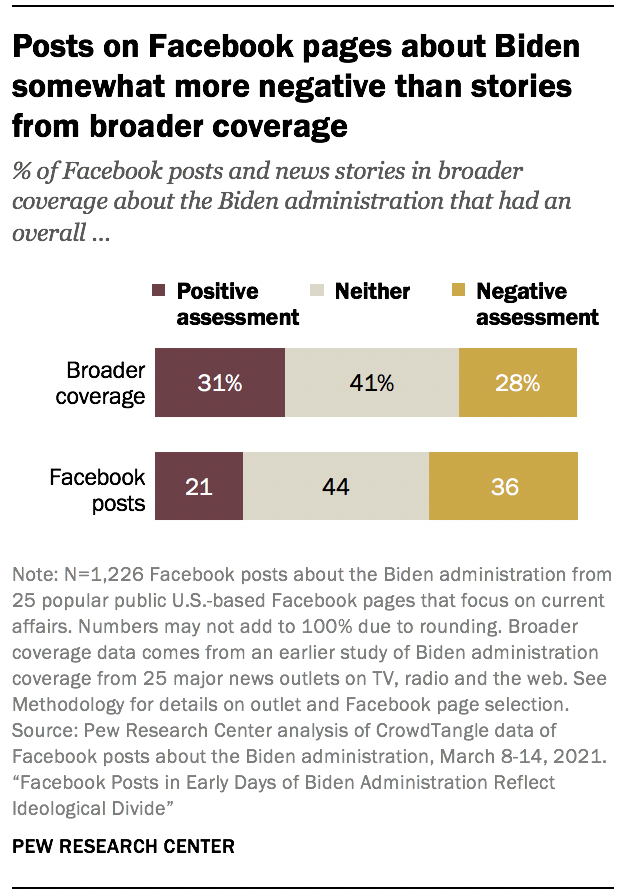 Posts on Facebook pages about Biden
somewhat more negative than stories
from broader coverage
% of Facebook posts and news stories in broader
coverage about the Biden administration that had an
overall ...
Positive
assessment
Neither
Negative
assessment
Broader
coverage
31%
41%
28%
Facebook
posts
21
44
36
Note: N=1,226 Facebook posts about the Biden administration from
25 popular public U.S.-based Facebook pages that focus on current
affairs. Numbers may not add to 100% due to rounding. Broader
coverage data comes from an earlier study of Biden administration
coverage from 25 major news outlets on TV, radio and the web. See
Methodology for details on outlet and Facebook page selection.
Source: Pew Research Center analysis of CrowdTangle data of
Facebook posts about the Biden administration, March 8-14, 2021.
“Facebook Posts in Early Days of Biden Administration Reflect
Ideological Divide”
PEW RESEARCH CENTER